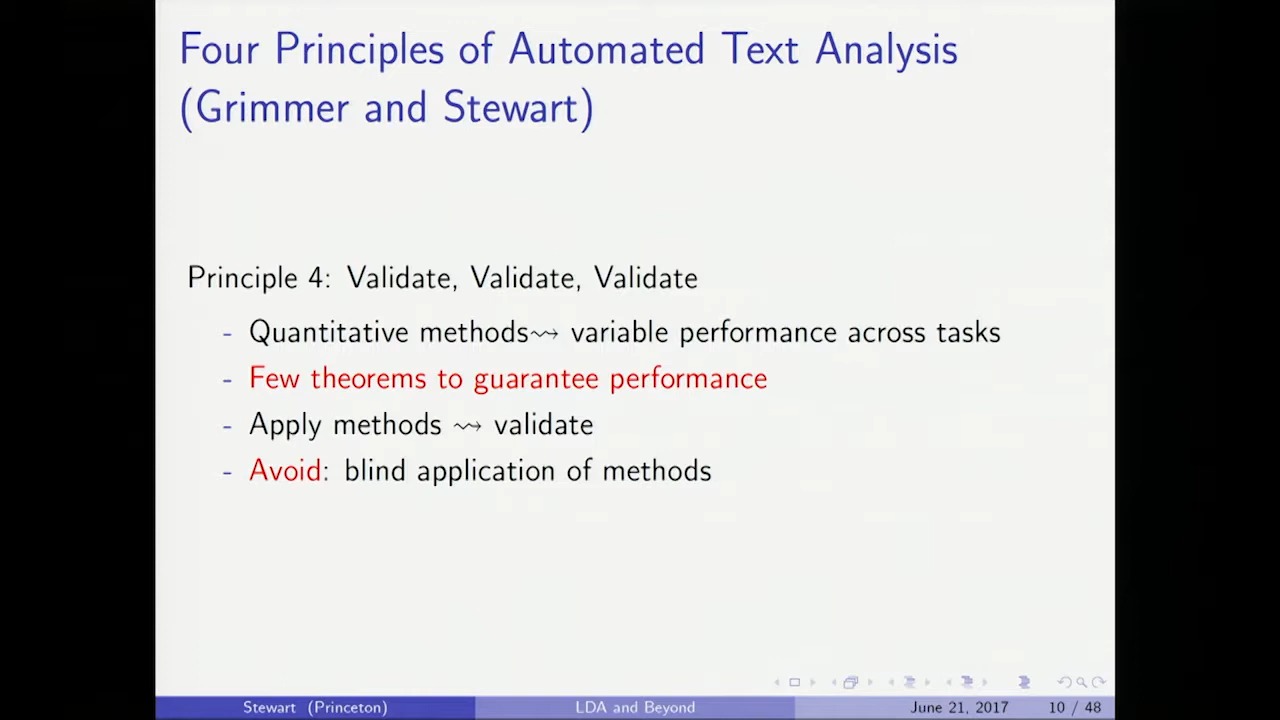 Four Principles of Automated Text Analysis
(Grimmer and Stewart)
Principle 4: Validate, Validate, Validate
- Quantitative methods⇝ variable performance across tasks
- Few theorems to guarantee performance
- Apply methods ⇝ validate
- Avoid: blind application of methods
Stewart (Princeton) LDA and Beyond June 21, 2017 10 / 48